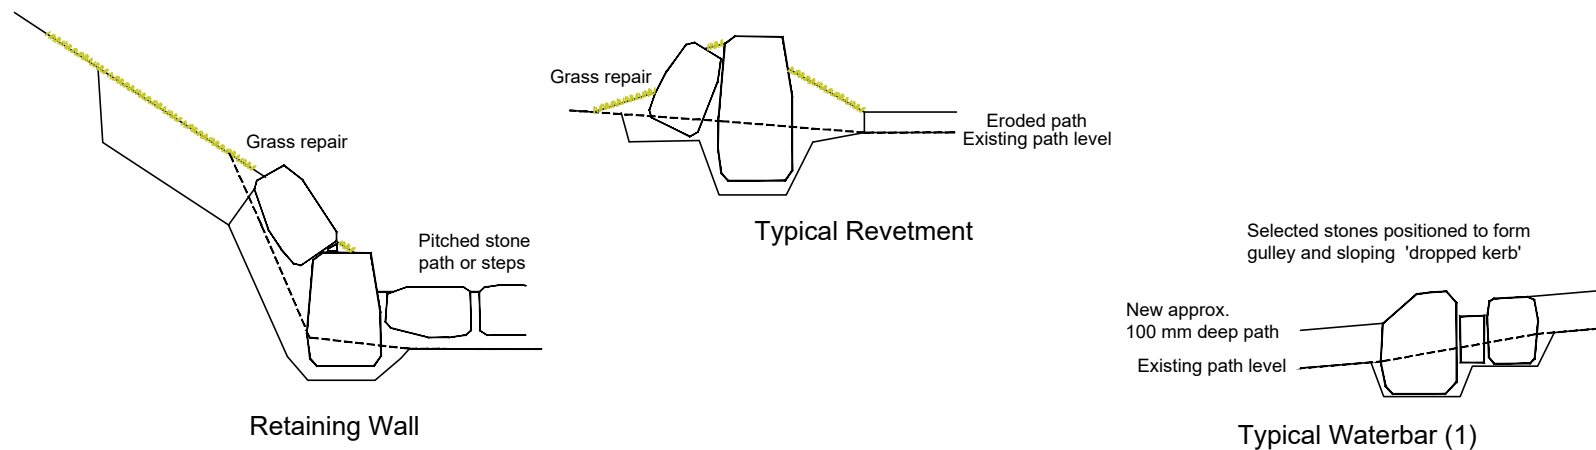 Grass repair
Pitched stone
path or steps
Retaining Wall
Grass repair
Eroded path
Existing path level
Typical Revetment
Selected stones positioned to form
gulley and sloping 'dropped kerb'
New approx.
100 mm deep path
Existing path level
Typical Waterbar (1)